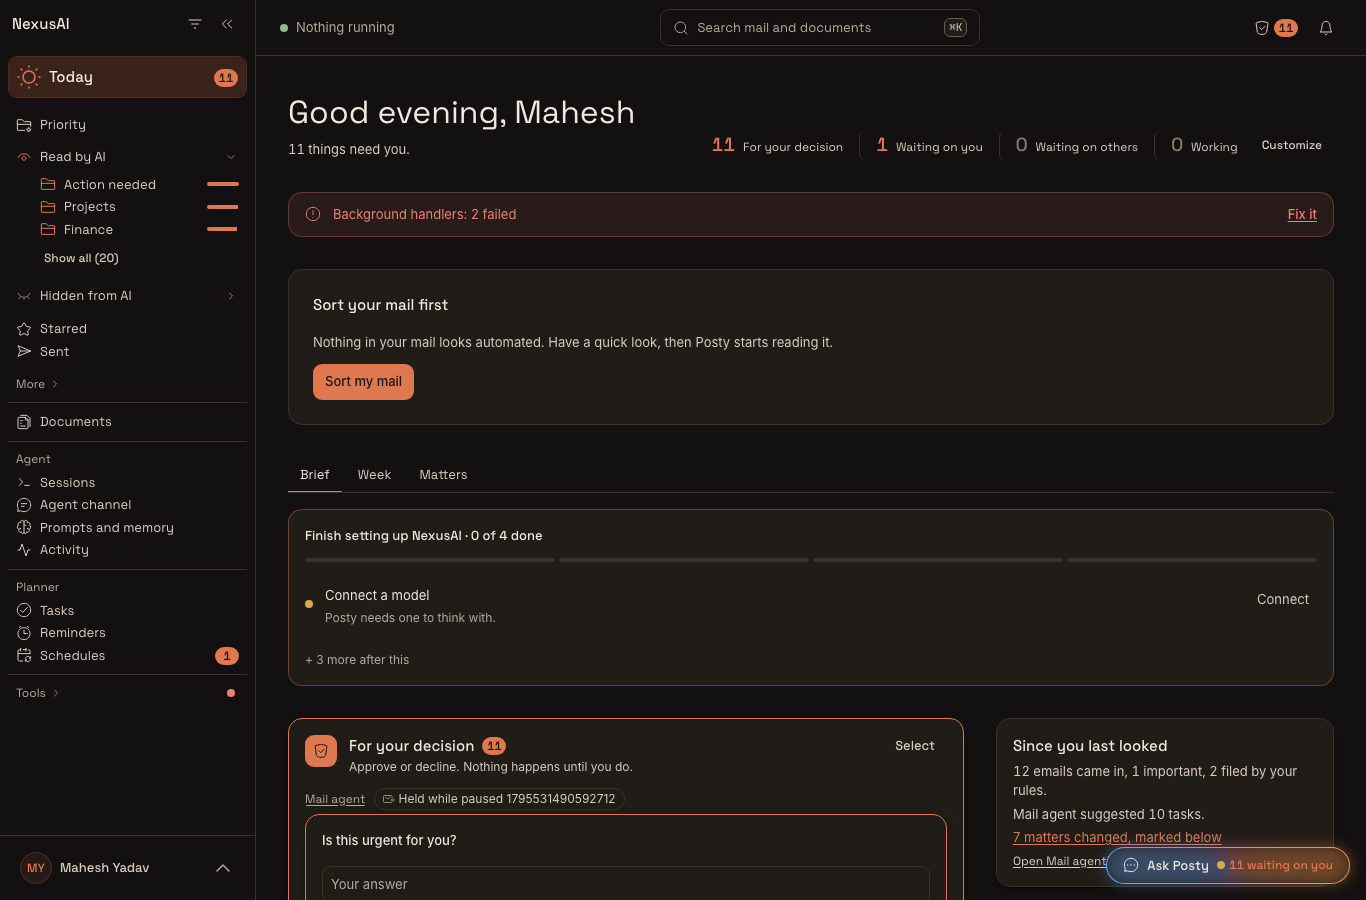 NexusAI
Today 11
Priority
Read by AI
Action needed
Projects
Finance
Show all (20)
Hidden from AI
Starred
Sent
More
Documents
Agent
Sessions
Agent channel
Prompts and memory
Activity
Planner
Tasks
Reminders
Schedules 1
Tools
MY Mahesh Yadav
Nothing running
Search mail and documents ⌘K
11
Good evening, Mahesh
11 things need you.
11 For your decision 1 Waiting on you 0 Waiting on others 0 Working Customize
Background handlers: 2 failed Fix it
Sort your mail first
Nothing in your mail looks automated. Have a quick look, then Posty starts reading it.
Sort my mail
Brief Week Matters
Finish setting up NexusAI · 0 of 4 done
Connect a model
Posty needs one to think with.
Connect
+ 3 more after this
For your decision 11 Select
Approve or decline. Nothing happens until you do.
Mail agent Held while paused 1795531490592712
Is this urgent for you?
Your answer
Since you last looked
12 emails came in, 1 important, 2 filed by your
rules.
Mail agent suggested 10 tasks.
7 matters changed, marked below
Open Mail agent
Ask Posty 11 waiting on you